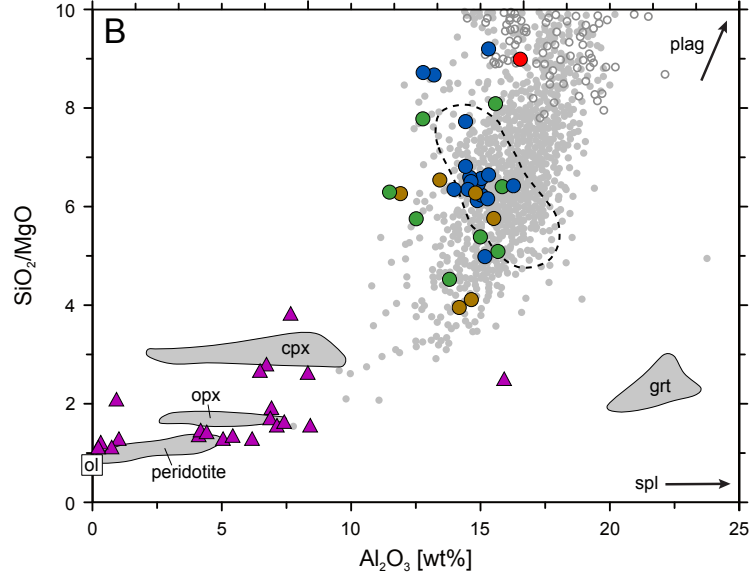 B
plag
10
8
6
4
2
0
SiO₂/MgO
cpx
opx
grt
ol
peridotite
spl
0 5 10 15 20 25
Al₂O₃ [wt%]